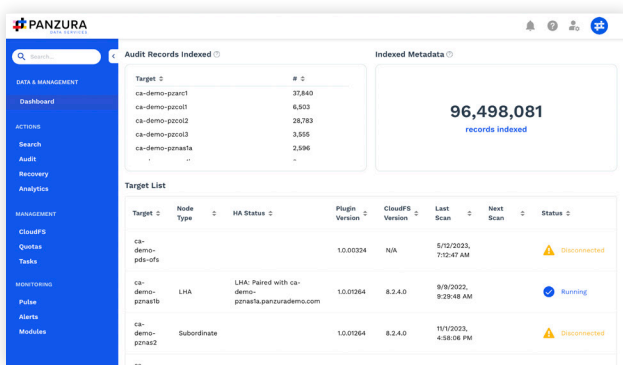 PANZURA
DATA SERVICES
Search...
DATA & MANAGEMENT
Dashboard
ACTIONS
Search
Audit
Recovery
Analytics
MANAGEMENT
CloudFS
Quotas
Tasks
MONITORING
Pulse
Alerts
Modules
Audit Records Indexed
Target #
ca-demo-pzarc1 37,840
ca-demo-pzcol1 6,503
ca-demo-pzcol2 28,783
ca-demo-pzcol3 3,555
ca-demo-pznas1a 2,596
Indexed Metadata
96,498,081
records indexed
Target List
Target Node Type HA Status Plugin Version CloudFS Version Last Scan Next Scan Status
ca-
demo-
pds-ofs
1.0.00324 N/A 5/12/2023,
7:12:47 AM
Disconnected
ca-
demo-
pznas1b
LHA
LHA: Paired with ca-
demo-
pznas1a.panzurademo.com
1.0.01264 8.2.4.0 9/9/2022,
9:29:48 AM
Running
ca-
demo-
pznas2
Subordinate 1.0.01264 8.2.4.0 11/1/2023,
4:58:06 PM
Disconnected